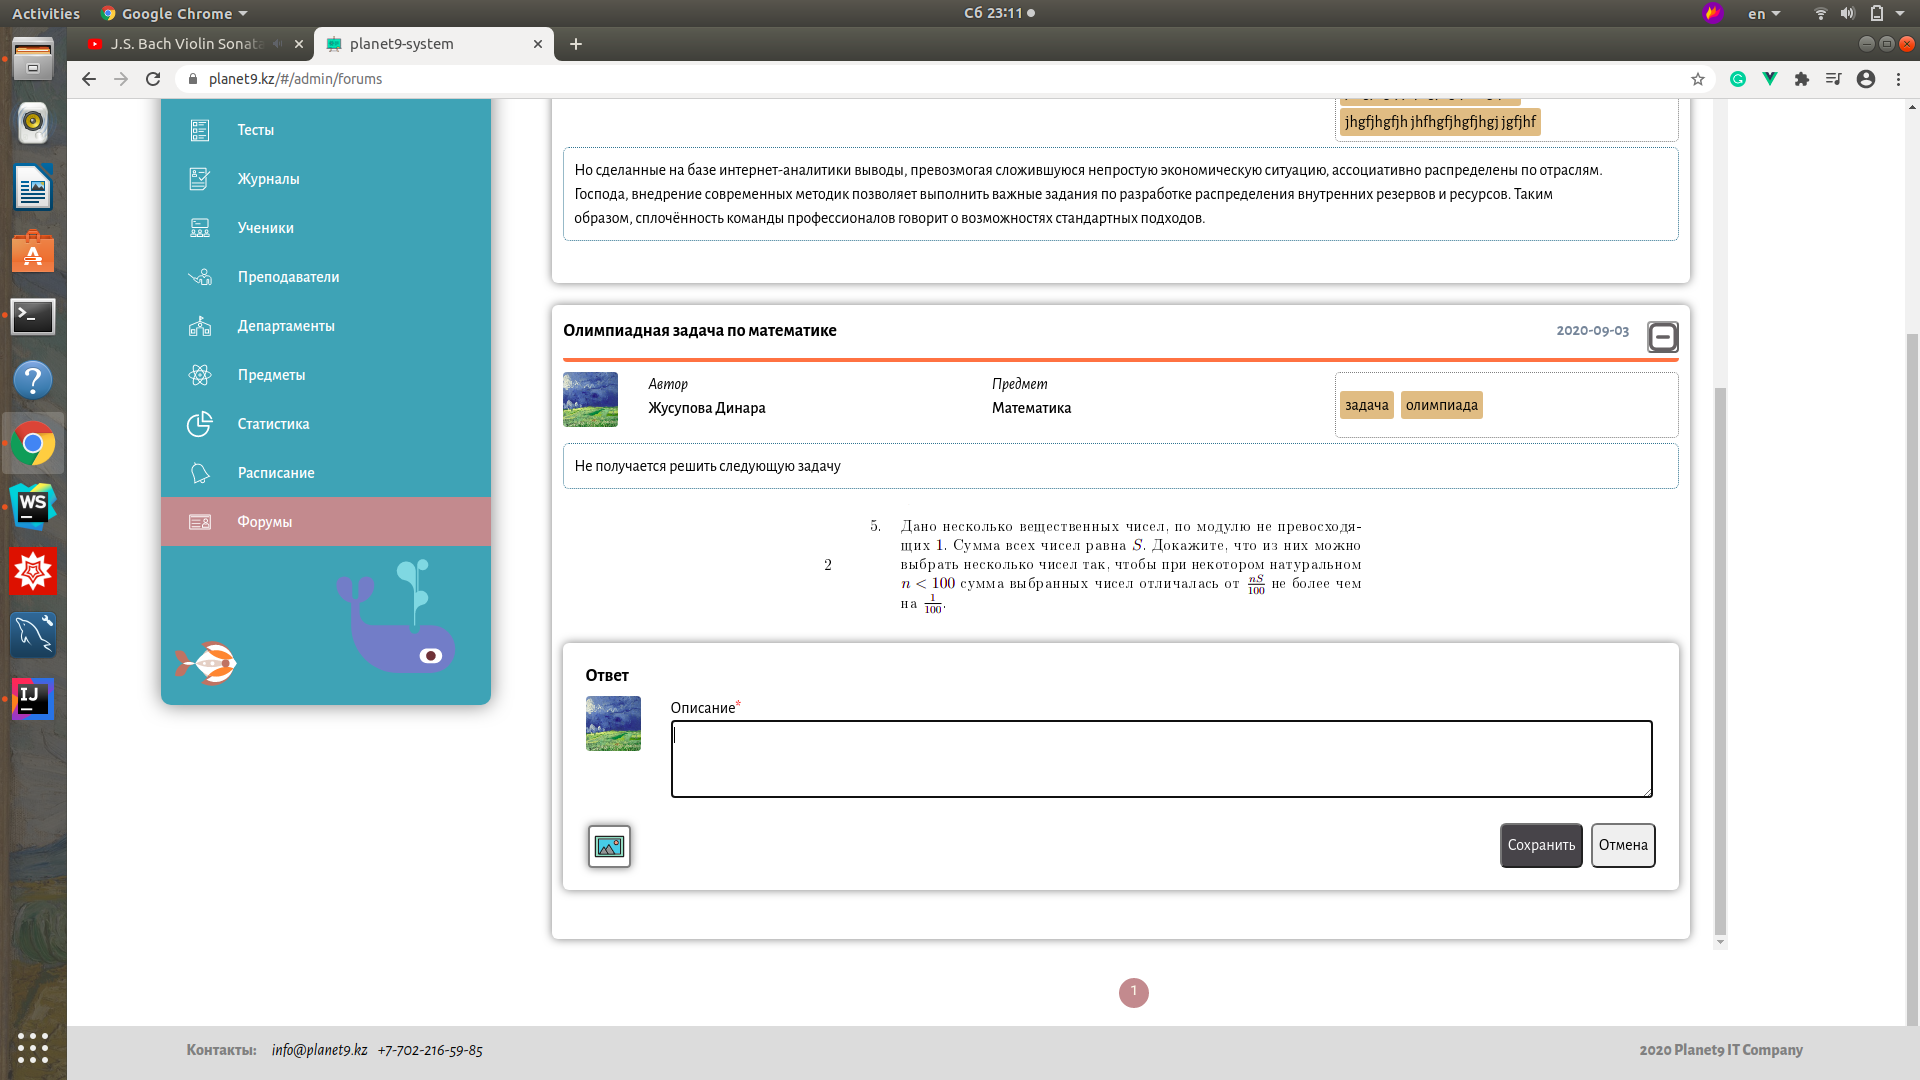 Activities
Google Chrome
Сб 23:11
en
J.S. Bach Violin Sonata
planet9-system
planet9.kz/#/admin/forums
Тесты
Журналы
Ученики
Преподаватели
Департаменты
Предметы
Статистика
Расписание
Форумы
jhgfjhgfjh jhfhgfjhgfjhgj jgfjhf
Но сделанные на базе интернет-аналитики выводы, превозмогая сложившуюся непростую экономическую ситуацию, ассоциативно распределены по отраслям.
Господа, внедрение современных методик позволяет выполнить важные задания по разработке распределения внутренних резервов и ресурсов. Таким
образом, сплочённость команды профессионалов говорит о возможностях стандартных подходов.
Олимпиадная задача по математике
2020-09-03
Автор
Жусупова Динара
Предмет
Математика
задача
олимпиада
Не получается решить следующую задачу
2
5. Дано несколько вещественных чисел, по модулю не превосходя-
щих 1. Сумма всех чисел равна S. Докажите, что из них можно
выбрать несколько чисел так, чтобы при некотором натуральном
n < 100 сумма выбранных чисел отличалась от nS/100 не более чем
на 1/100.
Ответ
Описание*
Сохранить
Отмена
1
Контакты: info@planet9.kz +7-702-216-59-85
2020 Planet9 IT Company
WS
IJ